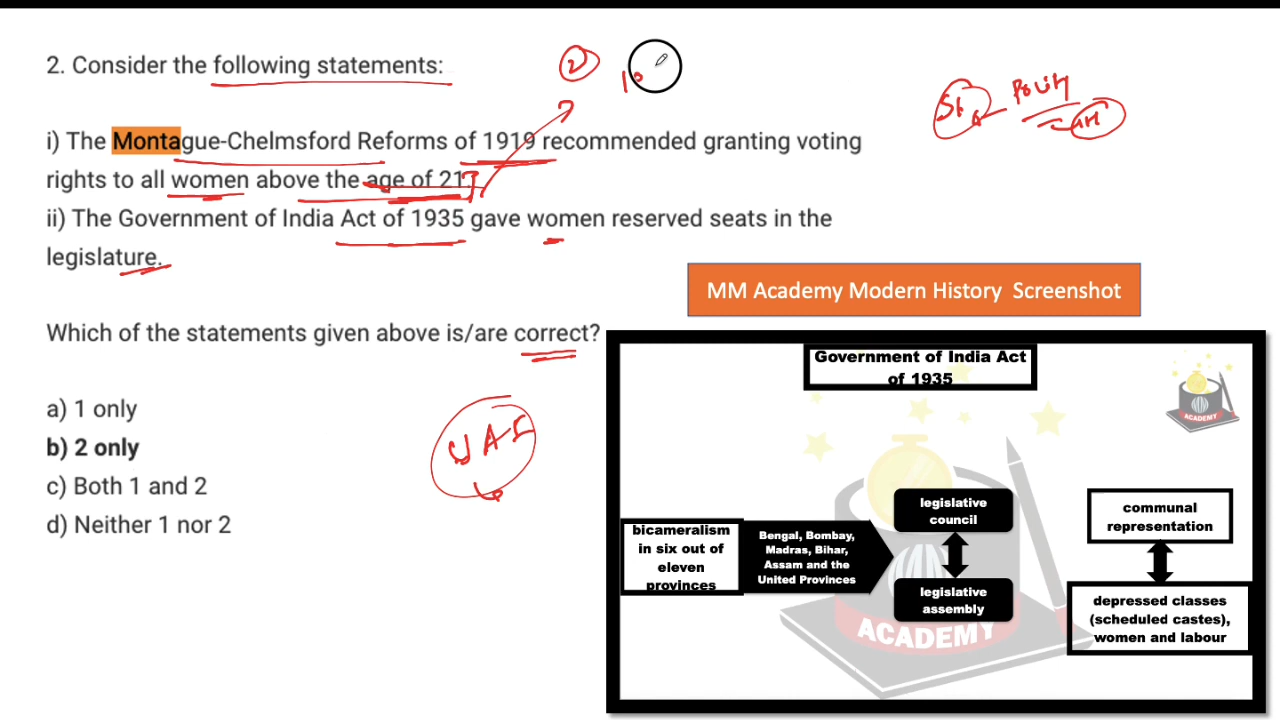 2. Consider the following statements:
i) The Montague-Chelmsford Reforms of 1919 recommended granting voting
rights to all women above the age of 21.
ii) The Government of India Act of 1935 gave women reserved seats in the
legislature.
Which of the statements given above is/are correct?
a) 1 only
b) 2 only
c) Both 1 and 2
d) Neither 1 nor 2
Polity
MM Academy Modern History Screenshot
Government of India Act
of 1935
ACADEMY
bicameralism
in six out of
eleven
provinces
Bengal, Bombay,
Madras, Bihar,
Assam and the
United Provinces
legislative
council
legislative
assembly
communal
representation
depressed classes
(scheduled castes),
women and labour
ACADEMY